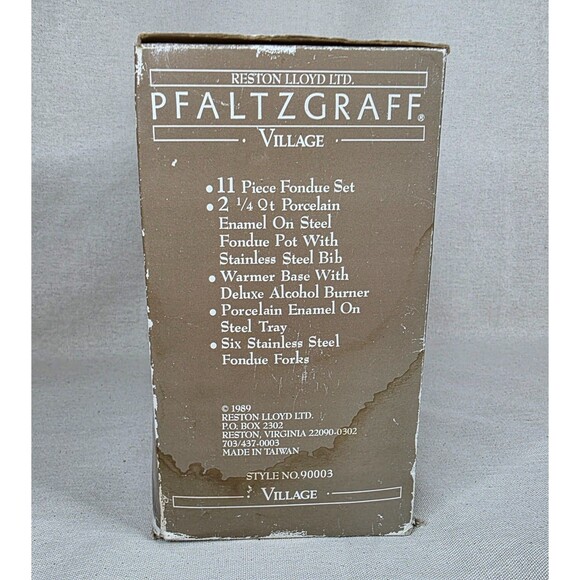 RESTON LLOYD LTD.
PFALTZGRAFF®
· VILLAGE ·
• 11 Piece Fondue Set
• 2 ¼ Qt Porcelain
Enamel On Steel
Fondue Pot With
Stainless Steel Bib
• Warmer Base With
Deluxe Alcohol Burner
• Porcelain Enamel On
Steel Tray
• Six Stainless Steel
Fondue Forks
© 1989
RESTON LLOYD LTD.
P.O. BOX 2302
RESTON, VIRGINIA 22090-0302
703/437-0003
MADE IN TAIWAN
STYLE NO. 90003
· VILLAGE ·